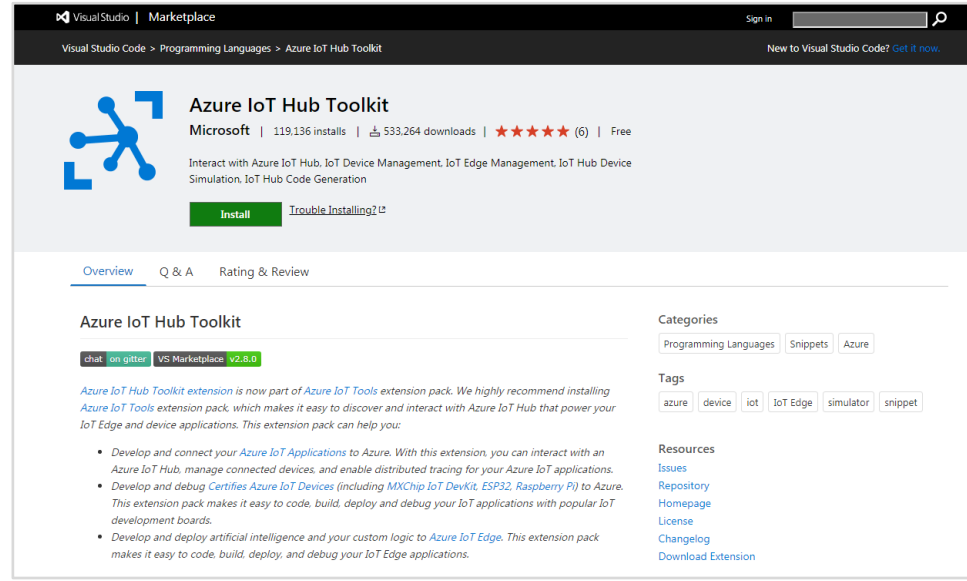 Visual Studio | Marketplace
Sign in
Visual Studio Code > Programming Languages > Azure IoT Hub Toolkit
New to Visual Studio Code? Get it now.
Azure IoT Hub Toolkit
Microsoft | 119,136 installs | 533,264 downloads | ★★★★★ (6) | Free
Interact with Azure IoT Hub, IoT Device Management, IoT Edge Management, IoT Hub Device
Simulation, IoT Hub Code Generation
Install
Trouble Installing?
Overview
Q & A
Rating & Review
Azure IoT Hub Toolkit
chat on gitter VS Marketplace v2.8.0
Azure IoT Hub Toolkit extension is now part of Azure IoT Tools extension pack. We highly recommend installing
Azure IoT Tools extension pack, which makes it easy to discover and interact with Azure IoT Hub that power your
IoT Edge and device applications. This extension pack can help you:
• Develop and connect your Azure IoT Applications to Azure. With this extension, you can interact with an
Azure IoT Hub, manage connected devices, and enable distributed tracing for your Azure IoT applications.
• Develop and debug Certifies Azure IoT Devices (including MXChip IoT DevKit, ESP32, Raspberry Pi) to Azure.
This extension pack makes it easy to code, build, deploy and debug your IoT applications with popular IoT
development boards.
• Develop and deploy artificial intelligence and your custom logic to Azure IoT Edge. This extension pack
makes it easy to code, build, deploy, and debug your IoT Edge applications.
Categories
Programming Languages Snippets Azure
Tags
azure device iot IoT Edge simulator snippet
Resources
Issues
Repository
Homepage
License
Changelog
Download Extension